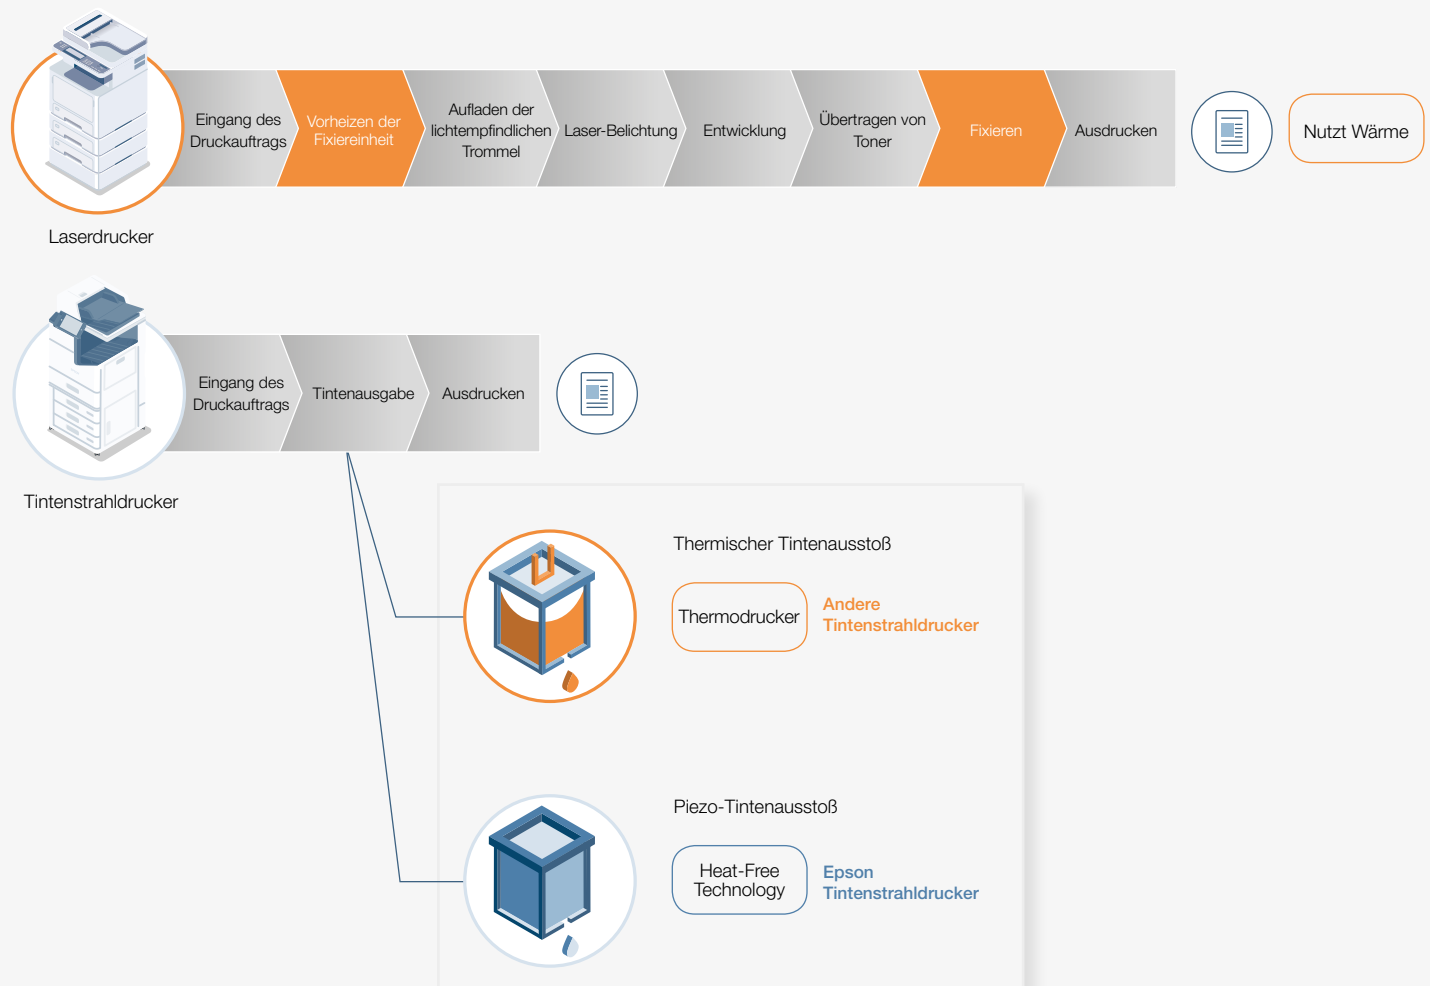 Eingang des
Druckauftrags
Vorheizen der
Fixiereinheit
Aufladen der
lichtempfindlichen
Trommel
Laser-Belichtung
Entwicklung
Übertragen von
Toner
Fixieren
Ausdrucken
Nutzt Wärme
Laserdrucker
Eingang des
Druckauftrags
Tintenausgabe
Ausdrucken
Tintenstrahldrucker
Thermischer Tintenausstoß
Thermodrucker
Andere
Tintenstrahldrucker
Piezo-Tintenausstoß
Heat-Free
Technology
Epson
Tintenstrahldrucker